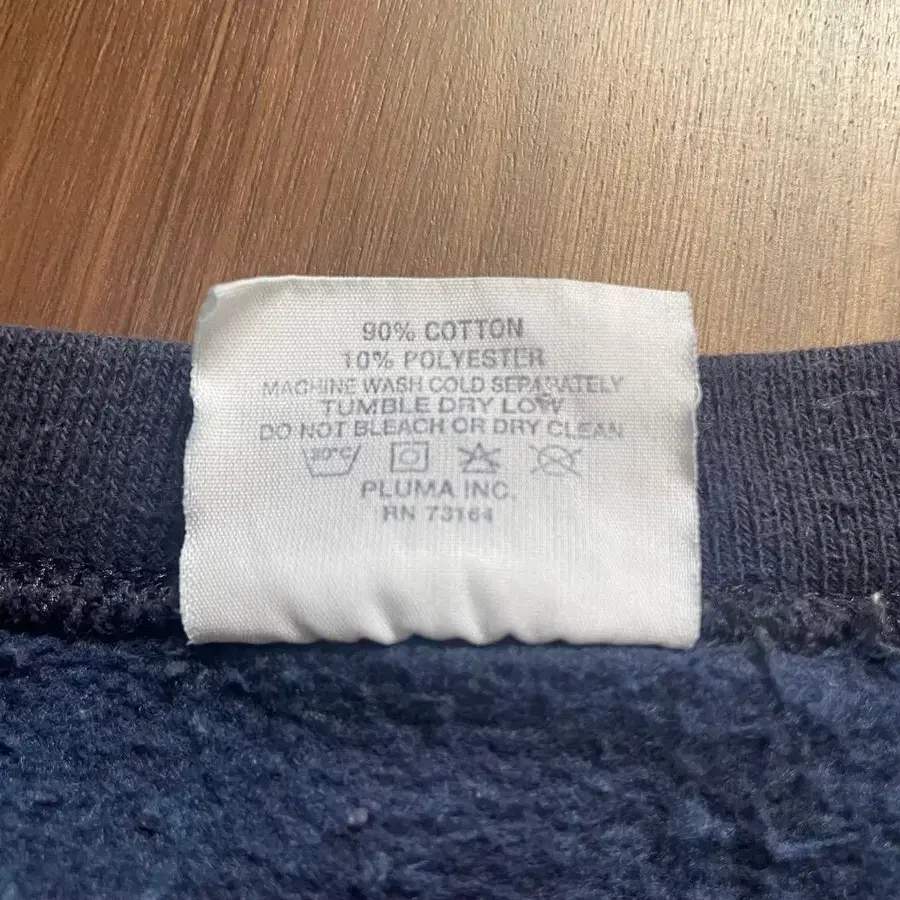 90% COTTON
10% POLYESTER
MACHINE WASH COLD SEPARATELY
TUMBLE DRY LOW
DO NOT BLEACH OR DRY CLEAN
30°C
PLUMA INC.
RN 73164